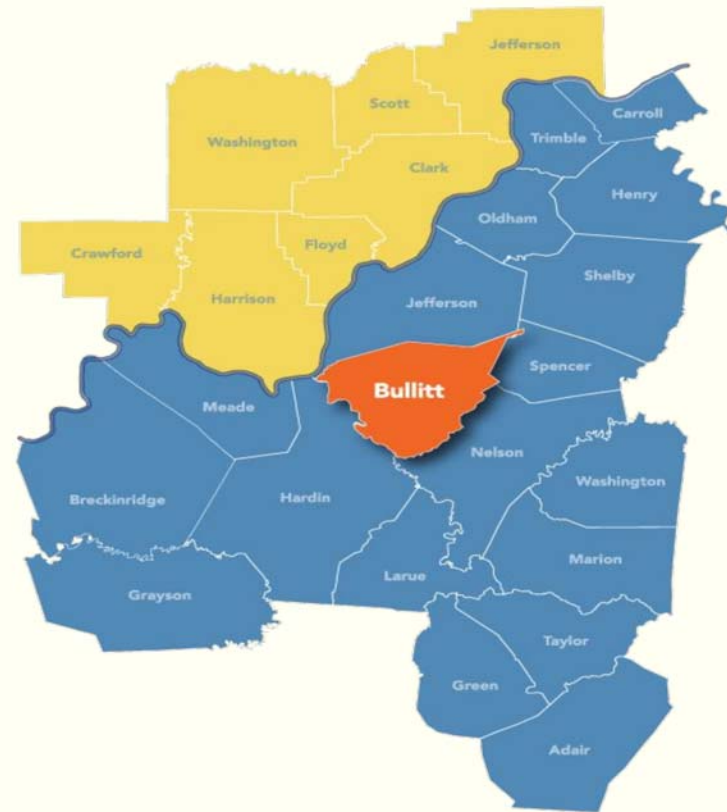 Jefferson
Scott
Carroll
Washington
Trimble
Clark
Henry
Oldham
Floyd
Crawford
Shelby
Harrison
Jefferson
Spencer
Bullitt
Meade
Nelson
Washington
Breckinridge
Hardin
Marion
Larue
Grayson
Taylor
Green
Adair